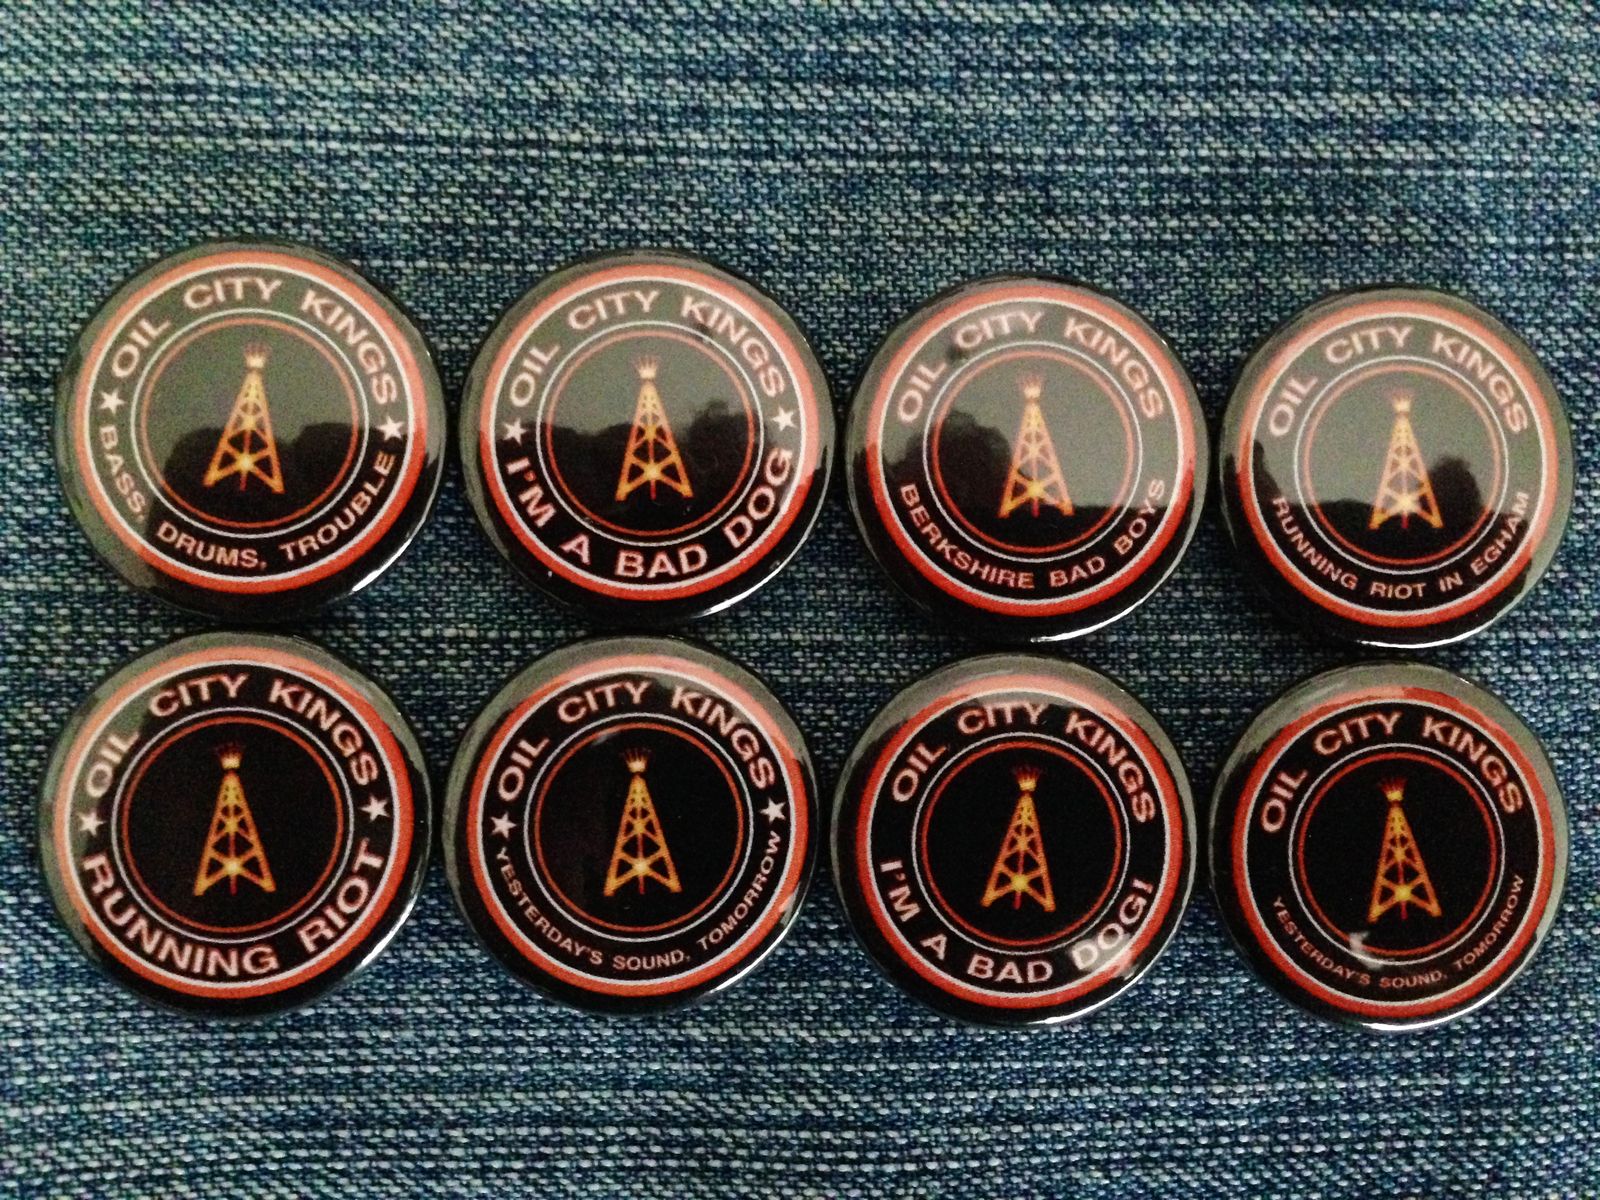 OIL CITY KINGS
BASS, DRUMS, TROUBLE
OIL CITY KINGS
I'M A BAD DOG
OIL CITY KINGS
BERKSHIRE BAD BOYS
OIL CITY KINGS
RUNNING RIOT IN EGHAM
OIL CITY KINGS
RUNNING RIOT
OIL CITY KINGS
YESTERDAY'S SOUND, TOMORROW
OIL CITY KINGS
I'M A BAD DOG!
OIL CITY KINGS
YESTERDAY'S SOUND, TOMORROW